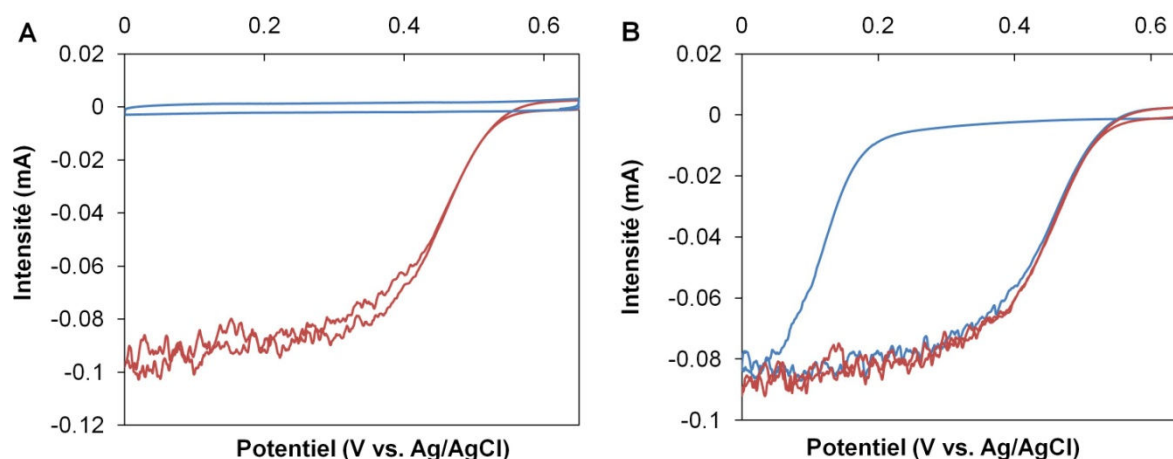 A
0 0.2 0.4 0.6
0.02
0
-0.02
-0.04
-0.06
-0.08
-0.1
-0.12
Intensité (mA)
Potentiel (V vs. Ag/AgCl)
B
0 0.2 0.4 0.6
0.02
0
-0.02
-0.04
-0.06
-0.08
-0.1
Intensité (mA)
Potentiel (V vs. Ag/AgCl)